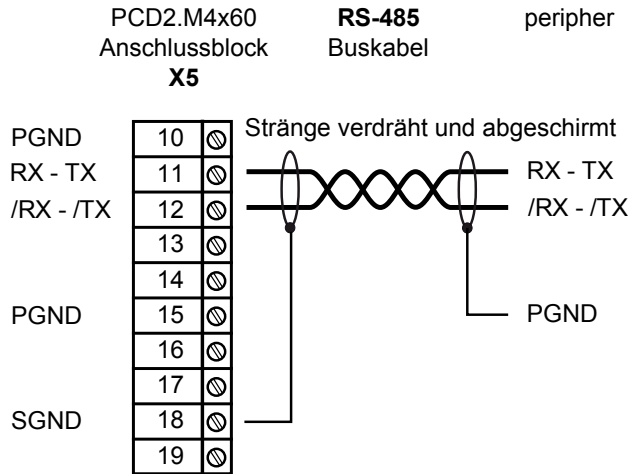 PCD2.M4x60 RS-485 peripher
Anschlussblock Buskabel
X5
Stränge verdräht und abgeschirmt
PGND 10
RX - TX 11 RX - TX
/RX - /TX 12 /RX - /TX
13
14
PGND 15 PGND
16
17
SGND 18
19